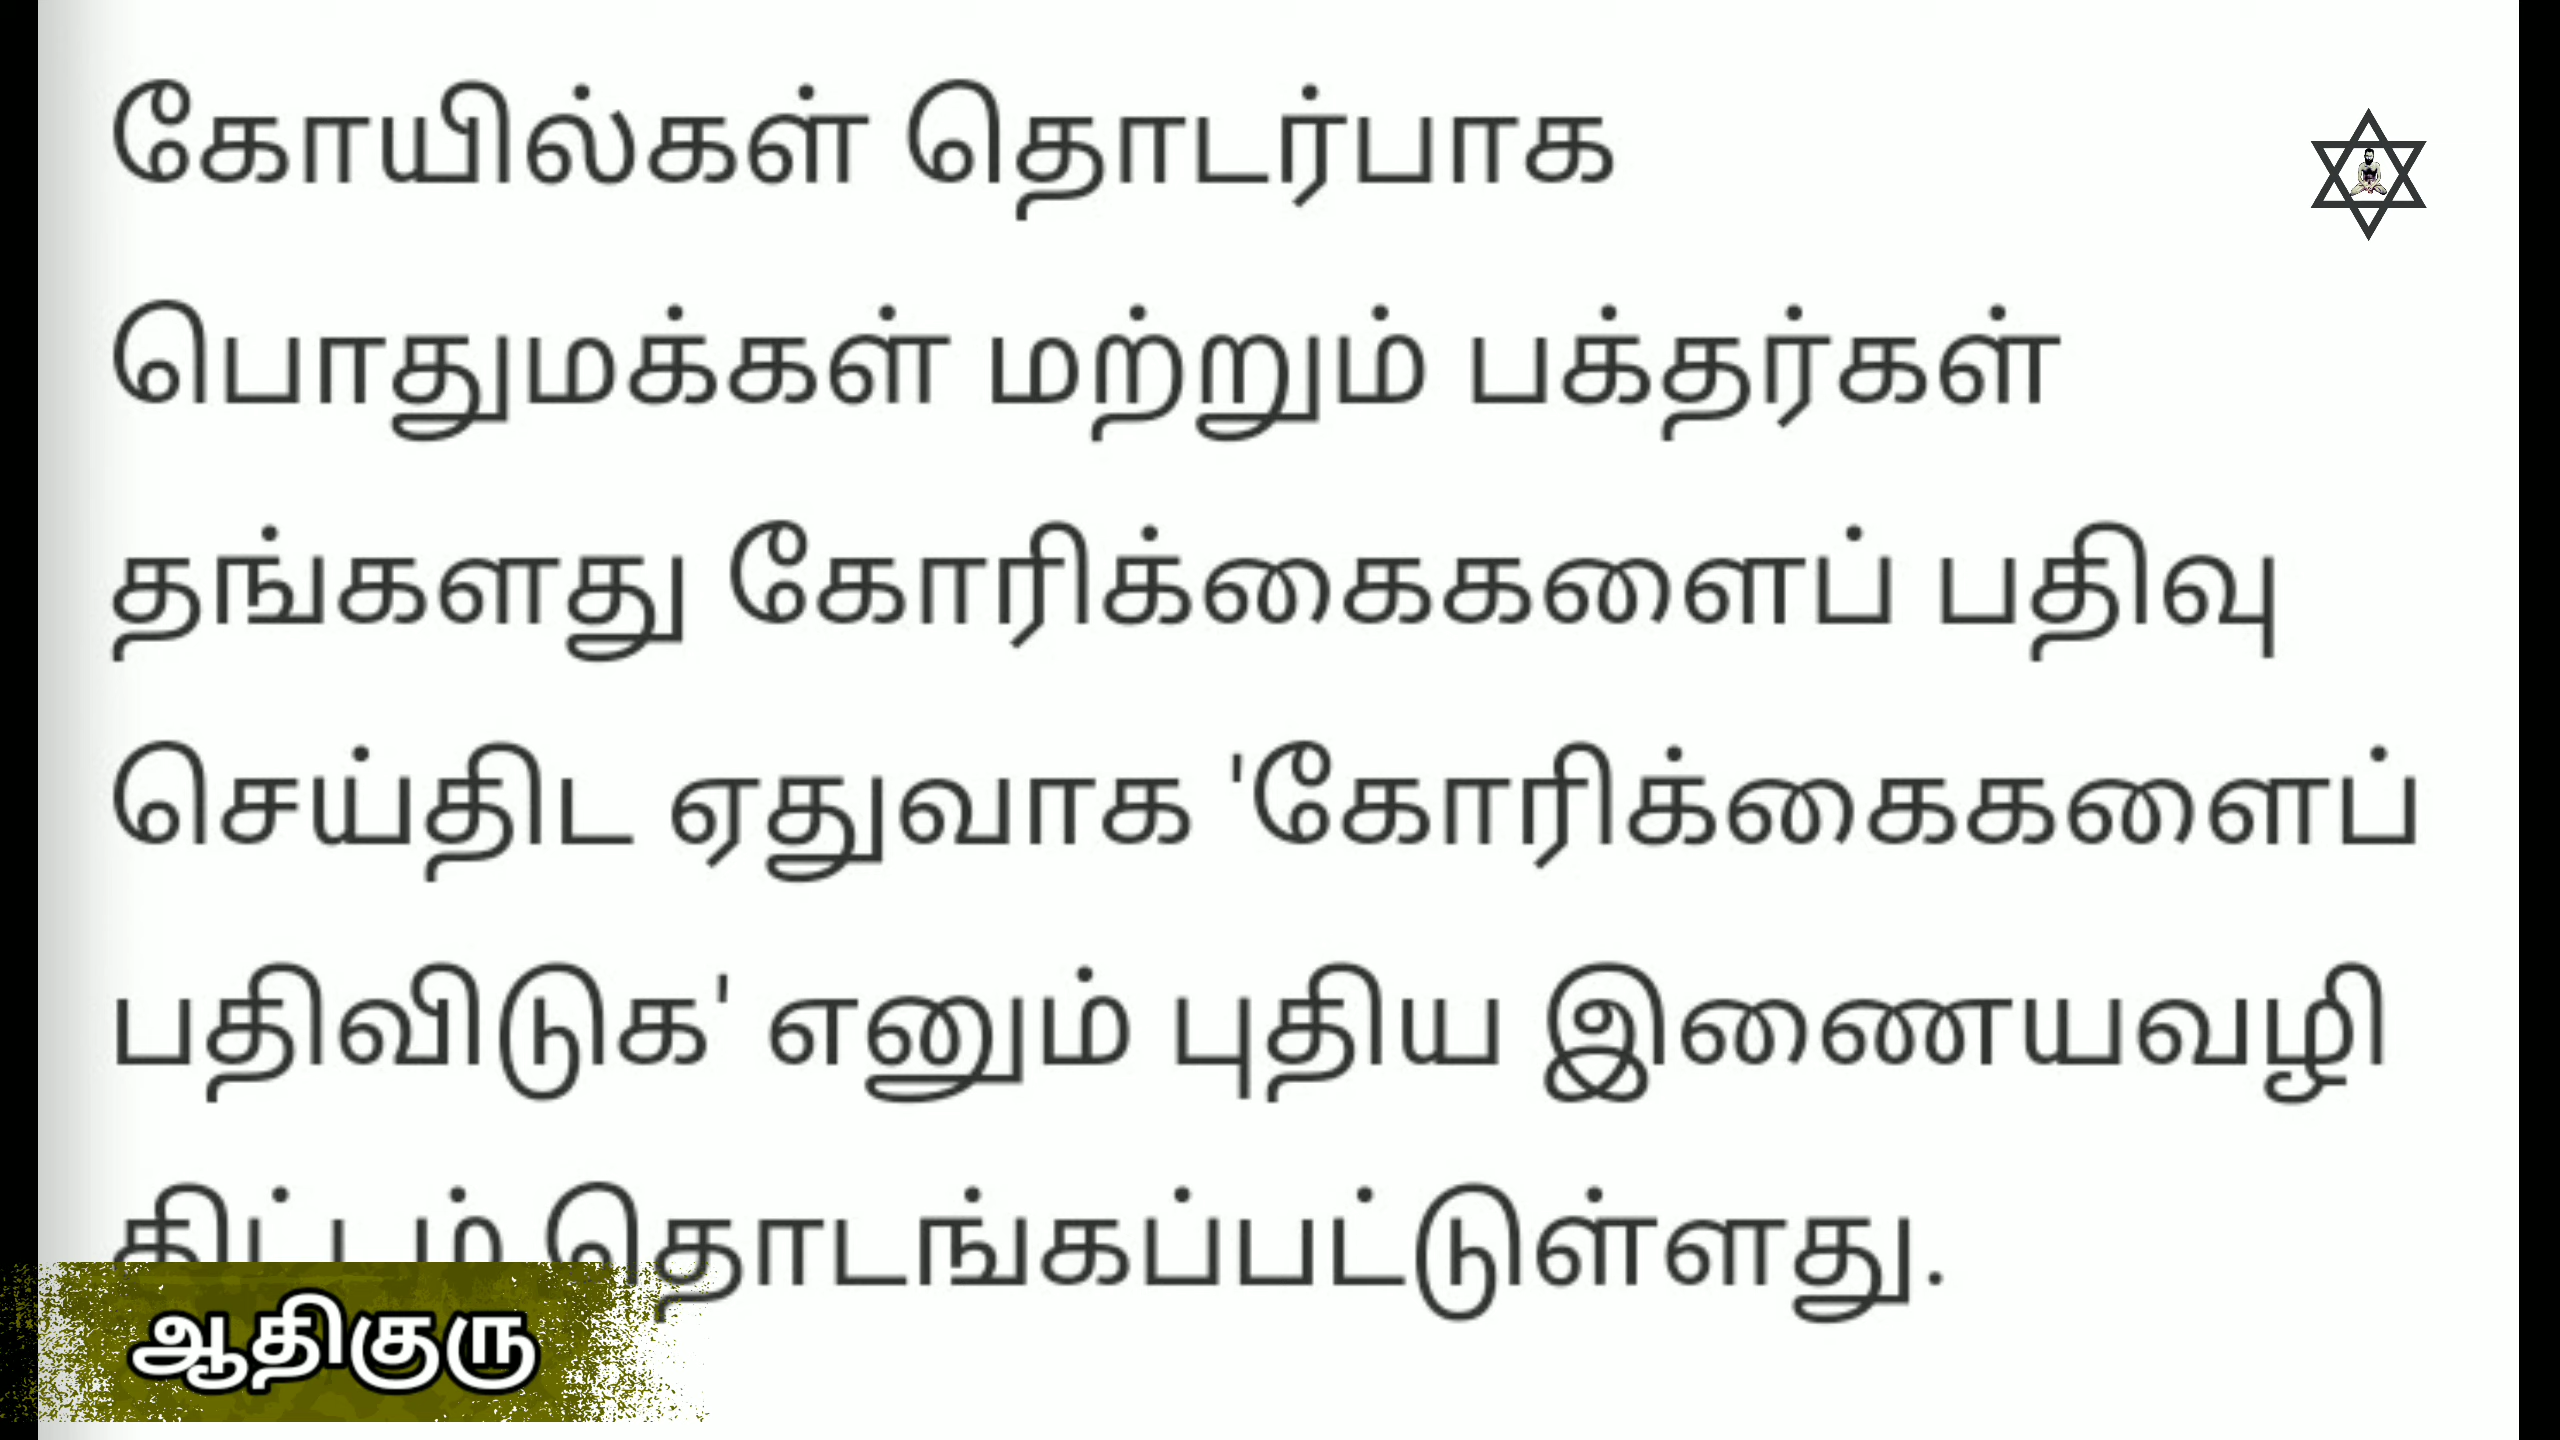 கோயில்கள் தொடர்பாக
பொதுமக்கள் மற்றும் பக்தர்கள்
தங்களது கோரிக்கைகளைப் பதிவு
செய்திட ஏதுவாக 'கோரிக்கைகளைப்
பதிவிடுக' எனும் புதிய இணையவழி
தொடங்கப்பட்டுள்ளது.
ஆதிகுரு